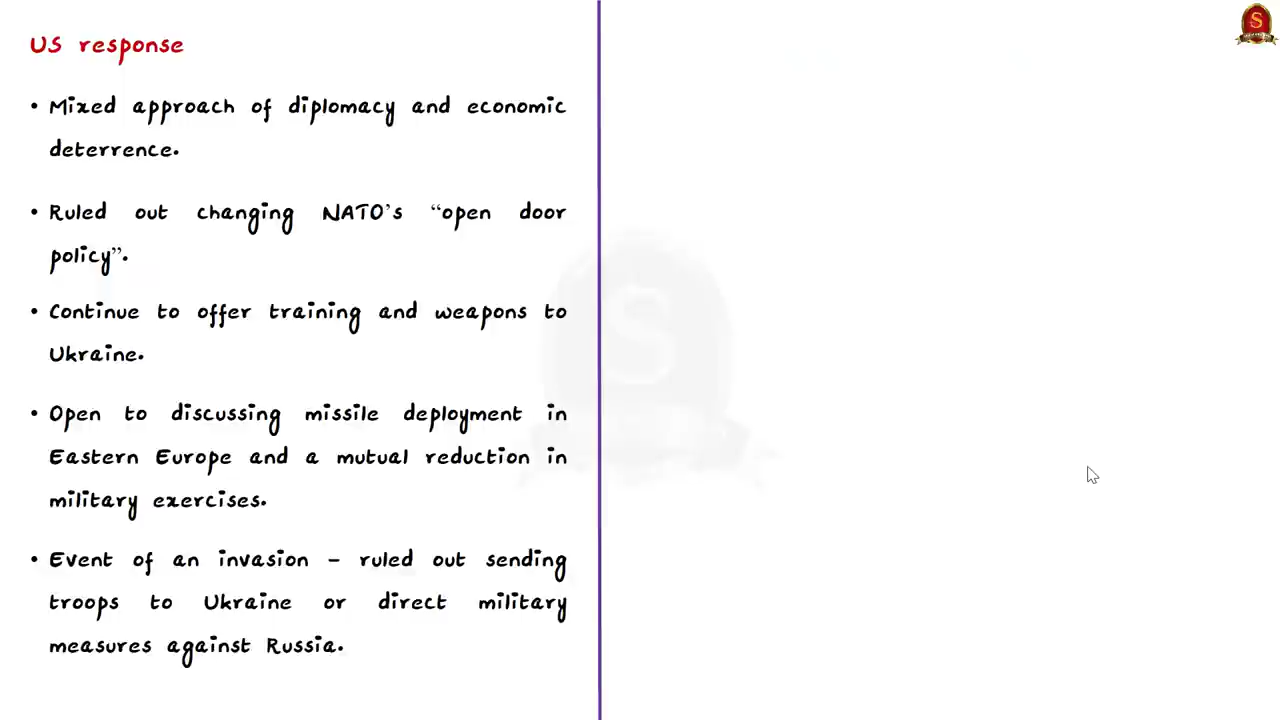 US response
• Mixed approach of diplomacy and economic
deterrence.
• Ruled out changing NATO's “open door
policy”.
• Continue to offer training and weapons to
Ukraine.
• Open to discussing missile deployment in
Eastern Europe and a mutual reduction in
military exercises.
• Event of an invasion – ruled out sending
troops to Ukraine or direct military
measures against Russia.
S
S